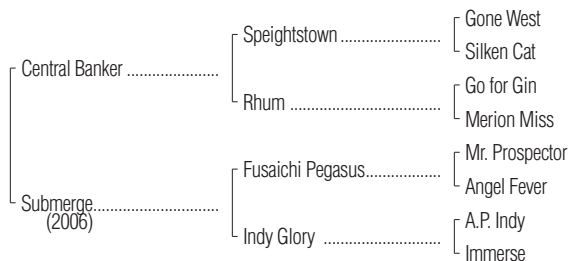 Gone West
Speightstown
Silken Cat
Central Banker
Go for Gin
Rhum
Merion Miss
Mr. Prospector
Fusaichi Pegasus
Angel Fever
Submerge
(2006)
A.P. Indy
Indy Glory
Immerse